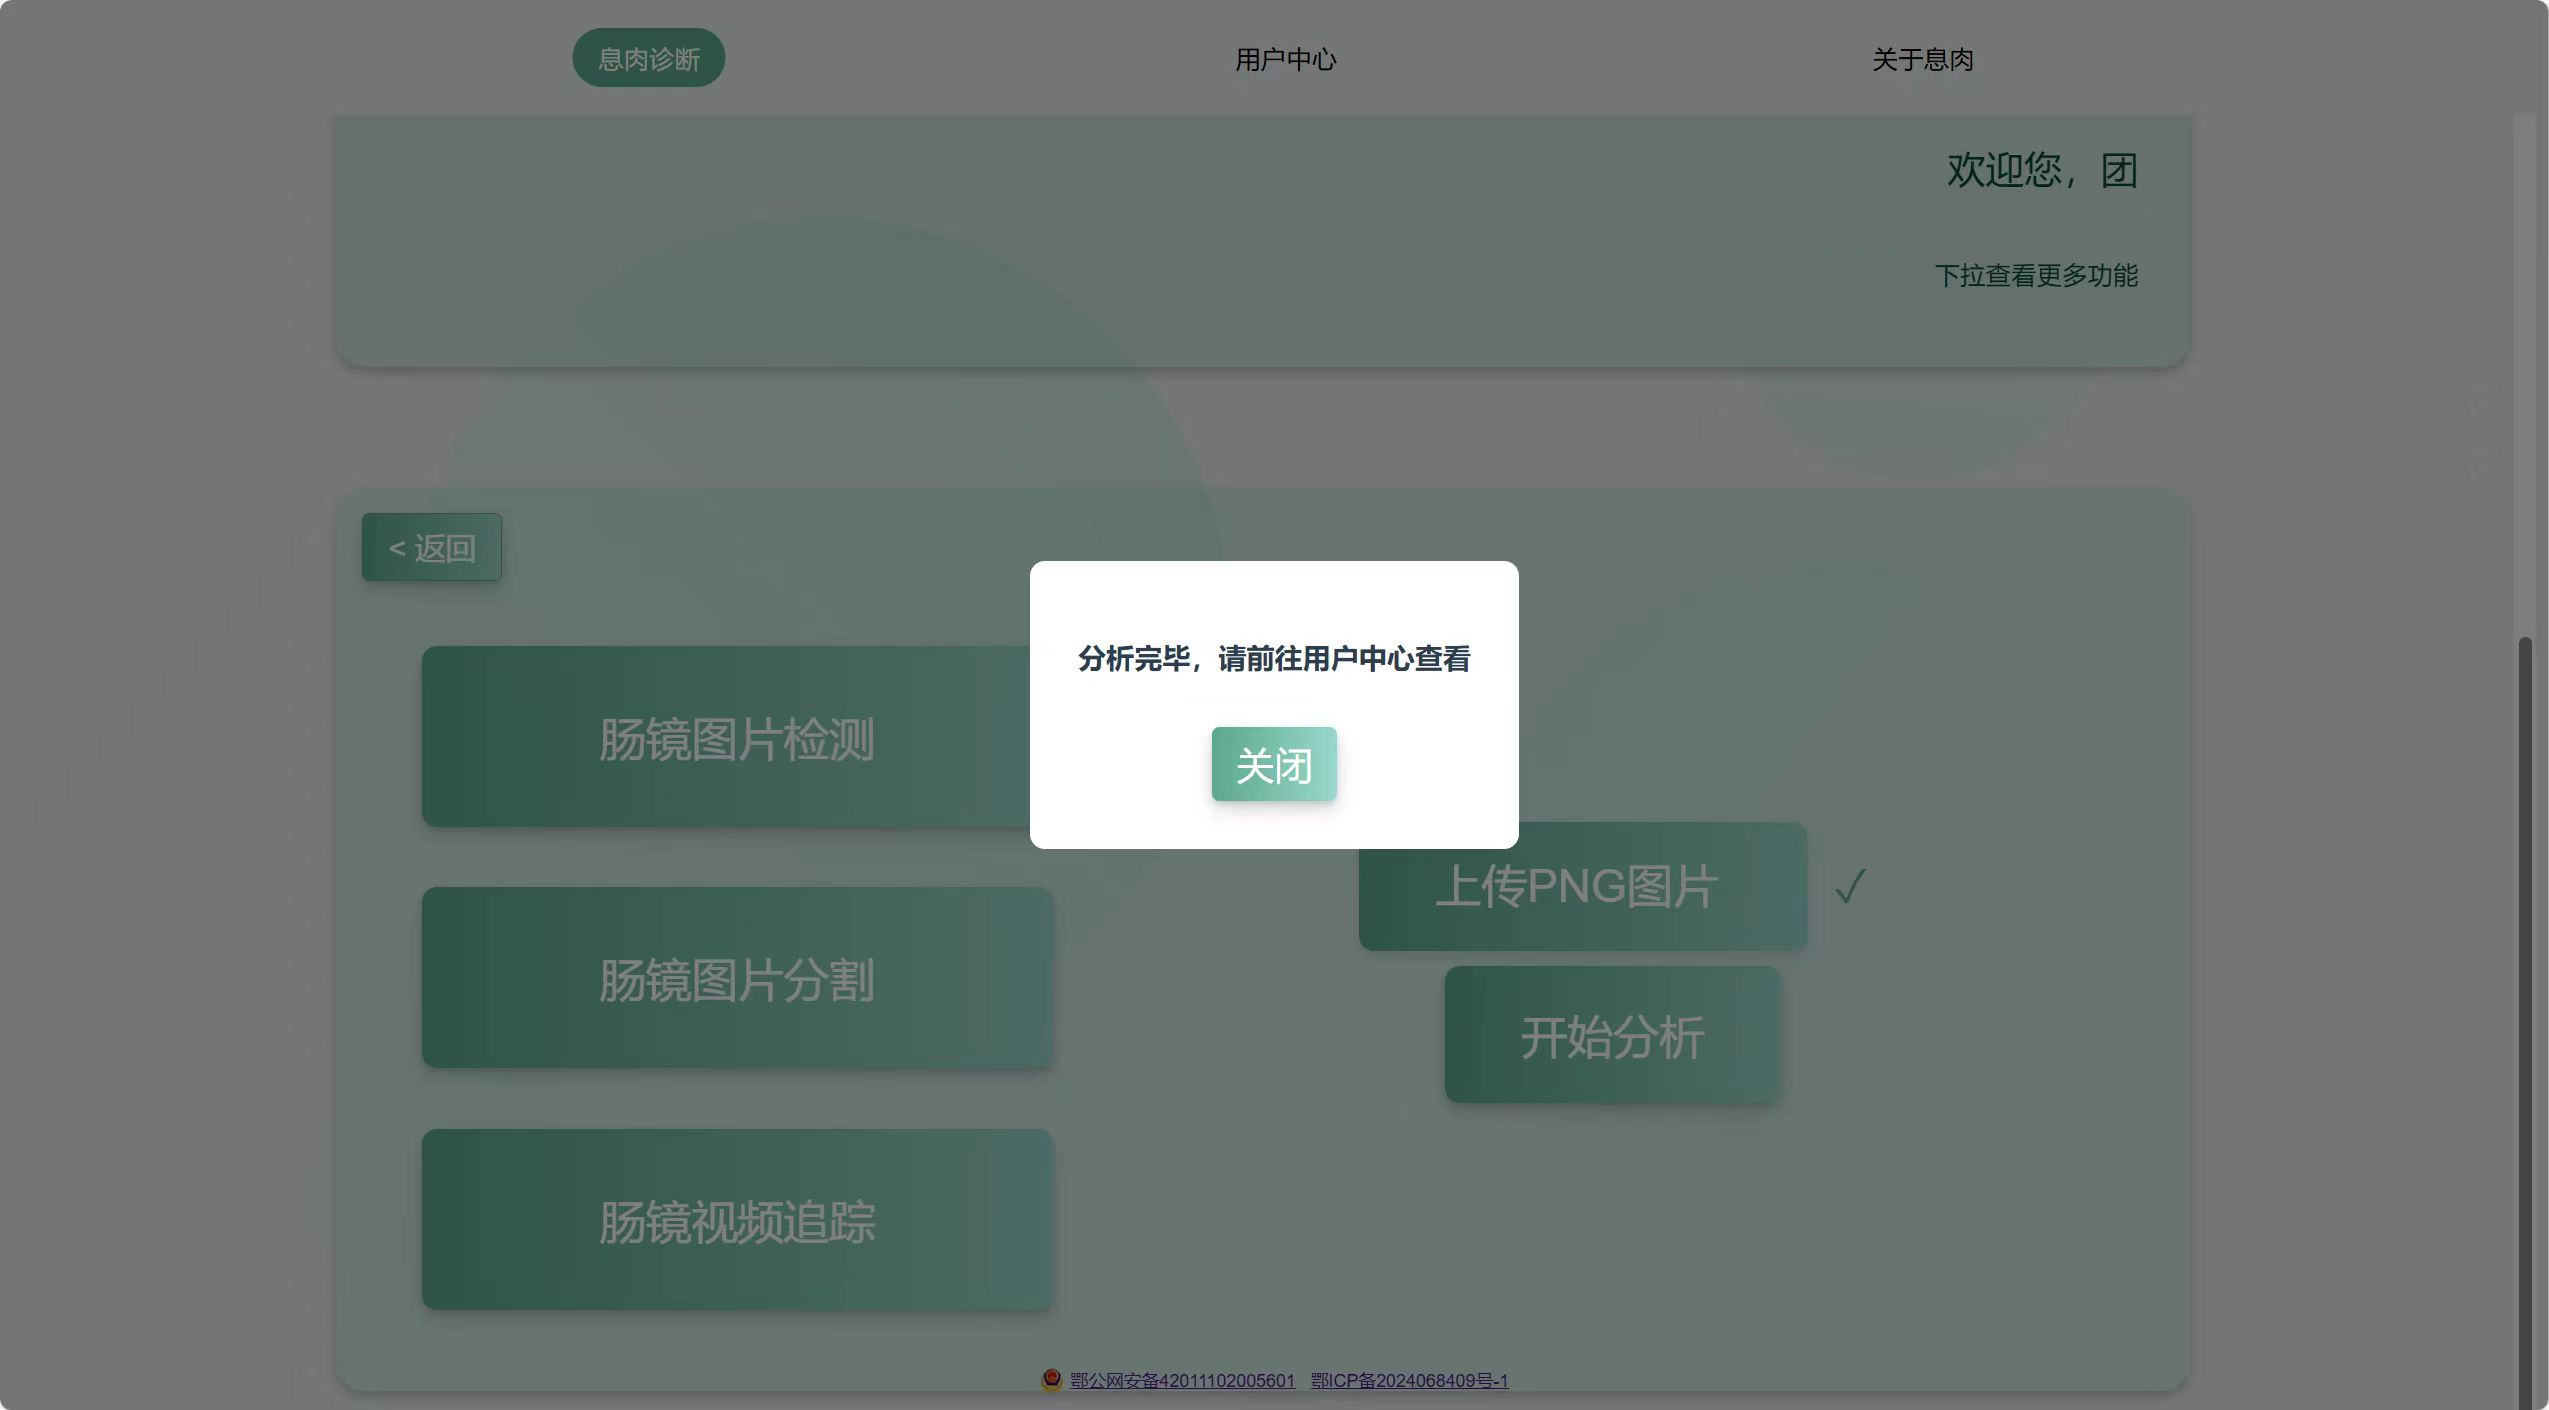 息肉诊断
用户中心
关于息肉
欢迎您，团
下拉查看更多功能
< 返回
分析完毕，请前往用户中心查看
关闭
肠镜图片检测
上传PNG图片 ✓
肠镜图片分割
开始分析
肠镜视频追踪
鄂公网安备42011102005601 鄂ICP备2024068409号-1